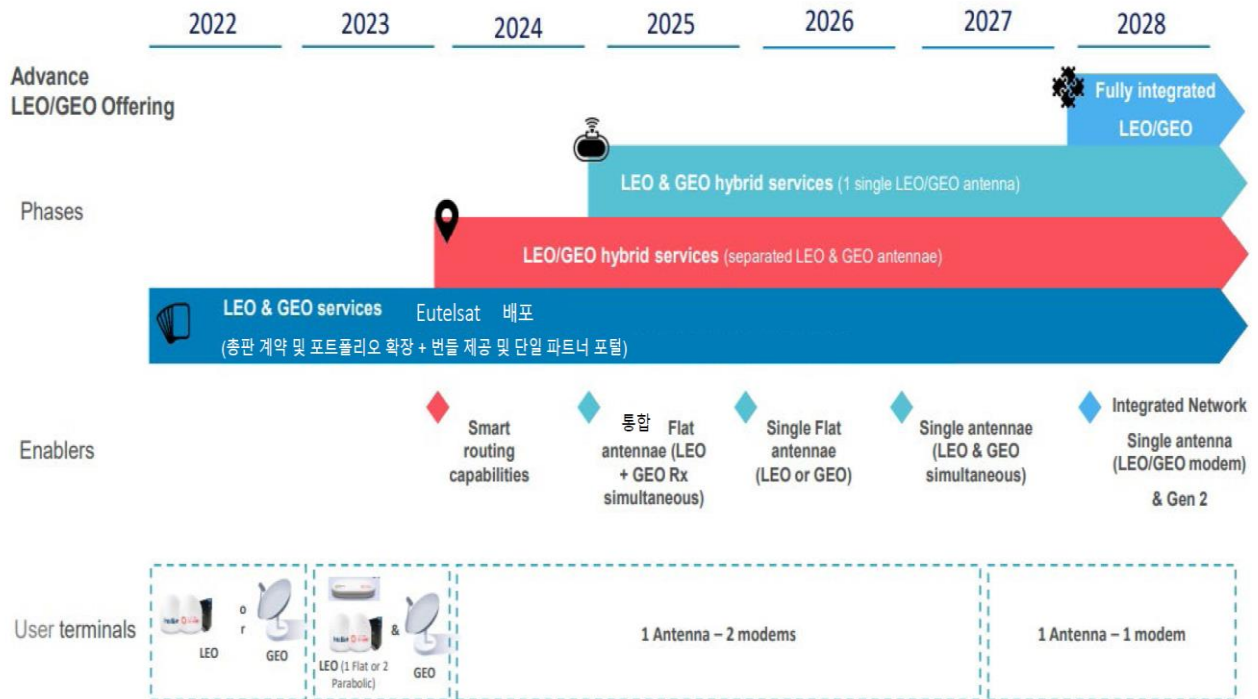 2022 2023 2024 2025 2026 2027 2028
Advance
LEO/GEO Offering
Fully integrated
LEO/GEO
LEO & GEO hybrid services (1 single LEO/GEO antenna)
Phases
LEO/GEO hybrid services (separated LEO & GEO antennae)
LEO & GEO services Eutelsat 배포
(총판 계약 및 포트폴리오 확장 + 번들 제공 및 단일 파트너 포털)
Enablers
Smart
routing
capabilities
통합 Flat
antennae (LEO
+ GEO Rx
simultaneous)
Single Flat
antennae
(LEO or GEO)
Single antennae
(LEO & GEO
simultaneous)
Integrated Network
Single antenna
(LEO/GEO modem)
& Gen 2
User terminals
o
r
LEO
GEO
&
LEO (1 Flat or 2
Parabolic)
GEO
1 Antenna – 2 modems
1 Antenna – 1 modem